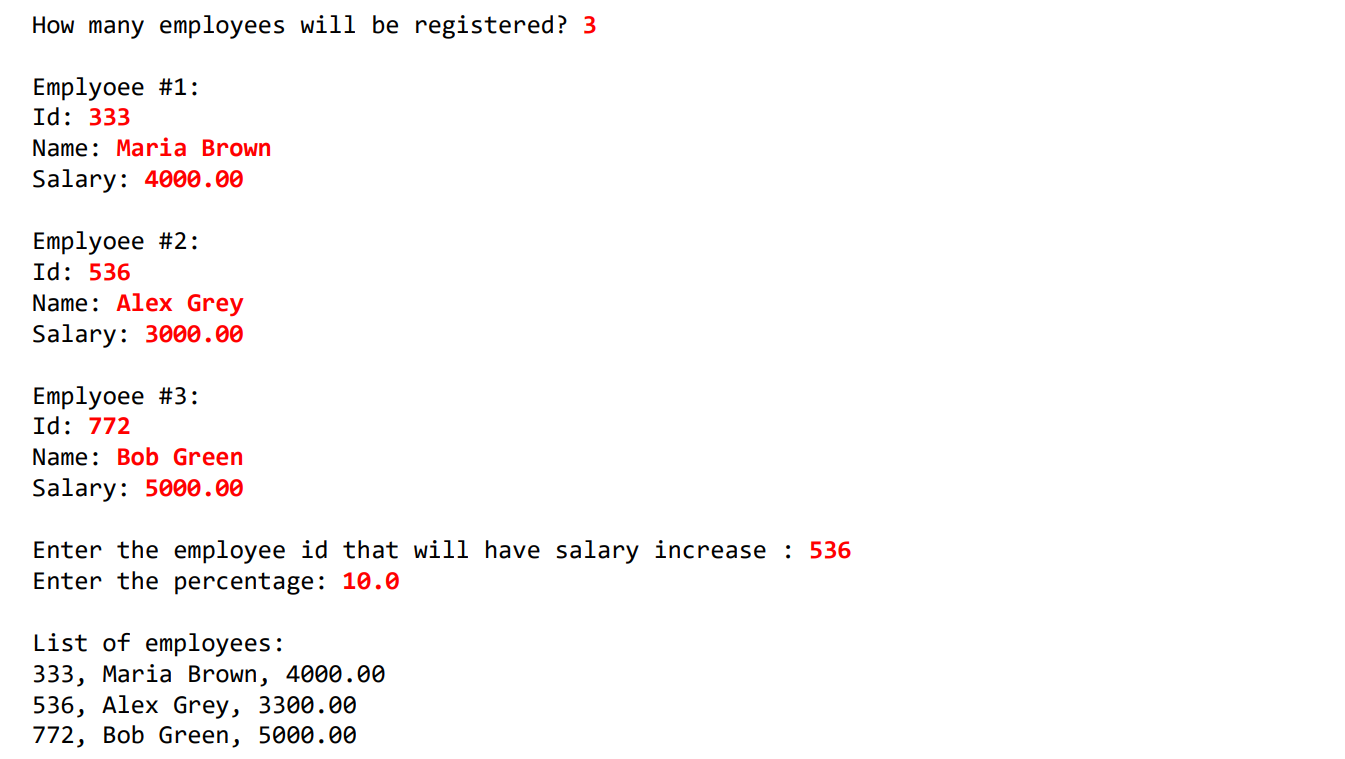 How many employees will be registered? 3
Emplyoee #1:
Id: 333
Name: Maria Brown
Salary: 4000.00
Emplyoee #2:
Id: 536
Name: Alex Grey
Salary: 3000.00
Emplyoee #3:
Id: 772
Name: Bob Green
Salary: 5000.00
Enter the employee id that will have salary increase : 536
Enter the percentage: 10.0
List of employees:
333, Maria Brown, 4000.00
536, Alex Grey, 3300.00
772, Bob Green, 5000.00